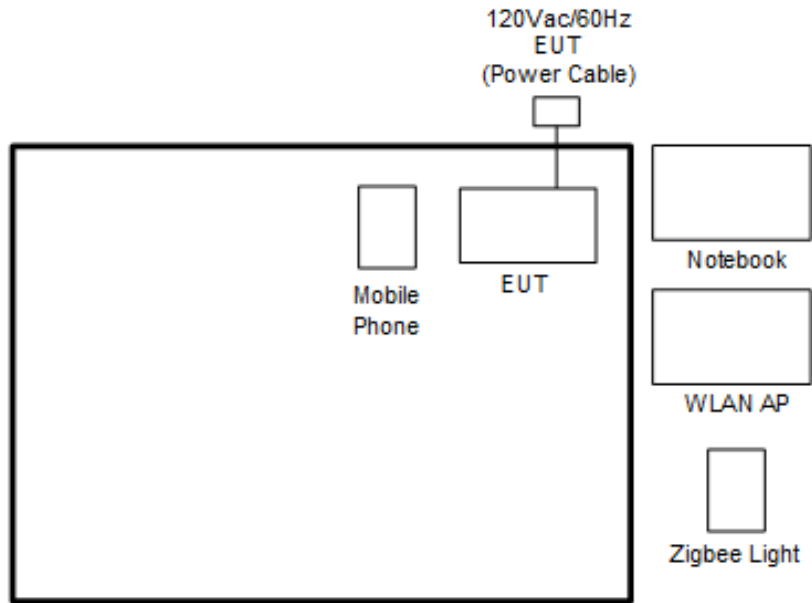 120Vac/60Hz
EUT
(Power Cable)
Mobile
Phone
EUT
Notebook
WLAN AP
Zigbee Light